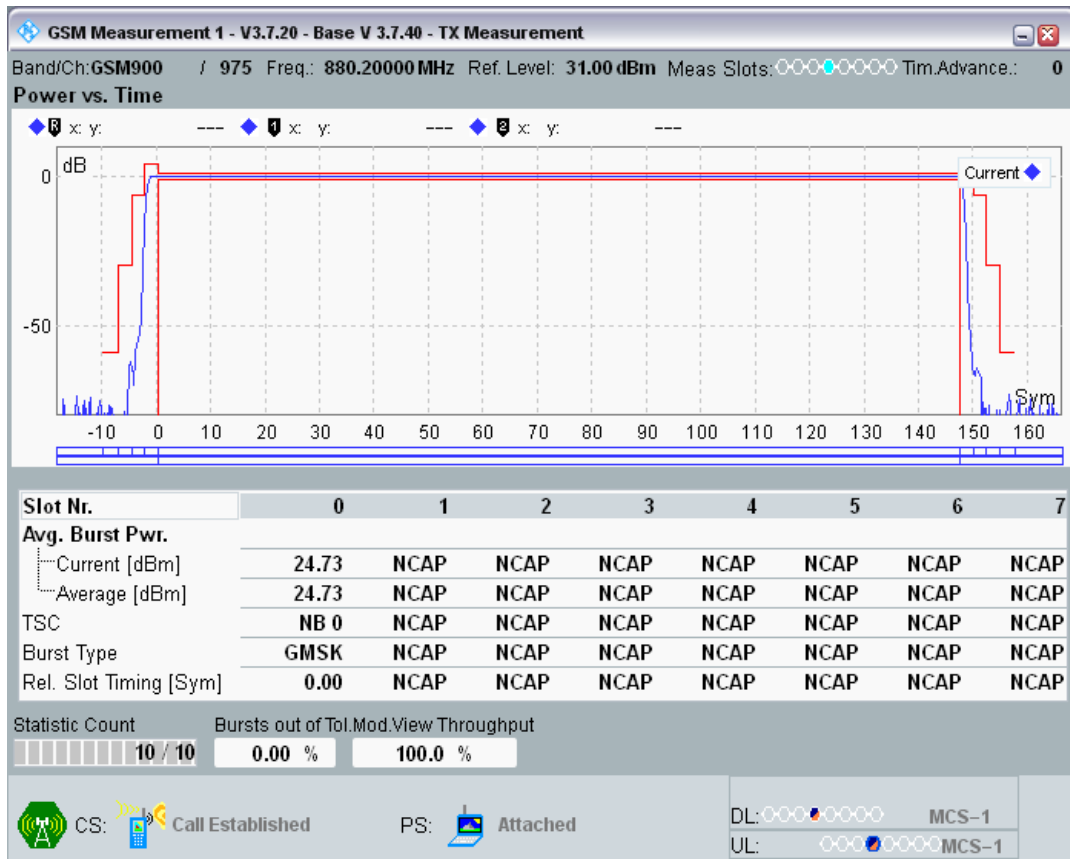 GSM Measurement 1 - V3.7.20 - Base V 3.7.40 - TX Measurement
Band/Ch:GSM900 / 975 Freq.: 880.20000 MHz Ref. Level: 31.00 dBm Meas Slots: Tim.Advance.: 0
Power vs. Time
R x: y: --- 1 x: y: --- 2 x: y: ---
dB
Current
0
-50
Sym
-10 0 10 20 30 40 50 60 70 80 90 100 110 120 130 140 150 160
Slot Nr. 0 1 2 3 4 5 6 7
Avg. Burst Pwr.
Current [dBm] 24.73 NCAP NCAP NCAP NCAP NCAP NCAP NCAP
Average [dBm] 24.73 NCAP NCAP NCAP NCAP NCAP NCAP NCAP
TSC NB 0 NCAP NCAP NCAP NCAP NCAP NCAP NCAP
Burst Type GMSK NCAP NCAP NCAP NCAP NCAP NCAP NCAP
Rel. Slot Timing [Sym] 0.00 NCAP NCAP NCAP NCAP NCAP NCAP NCAP
Statistic Count Bursts out of Tol.Mod.View Throughput
10 / 10 0.00 % 100.0 %
CS: Call Established PS: Attached
DL: MCS-1
UL: MCS-1